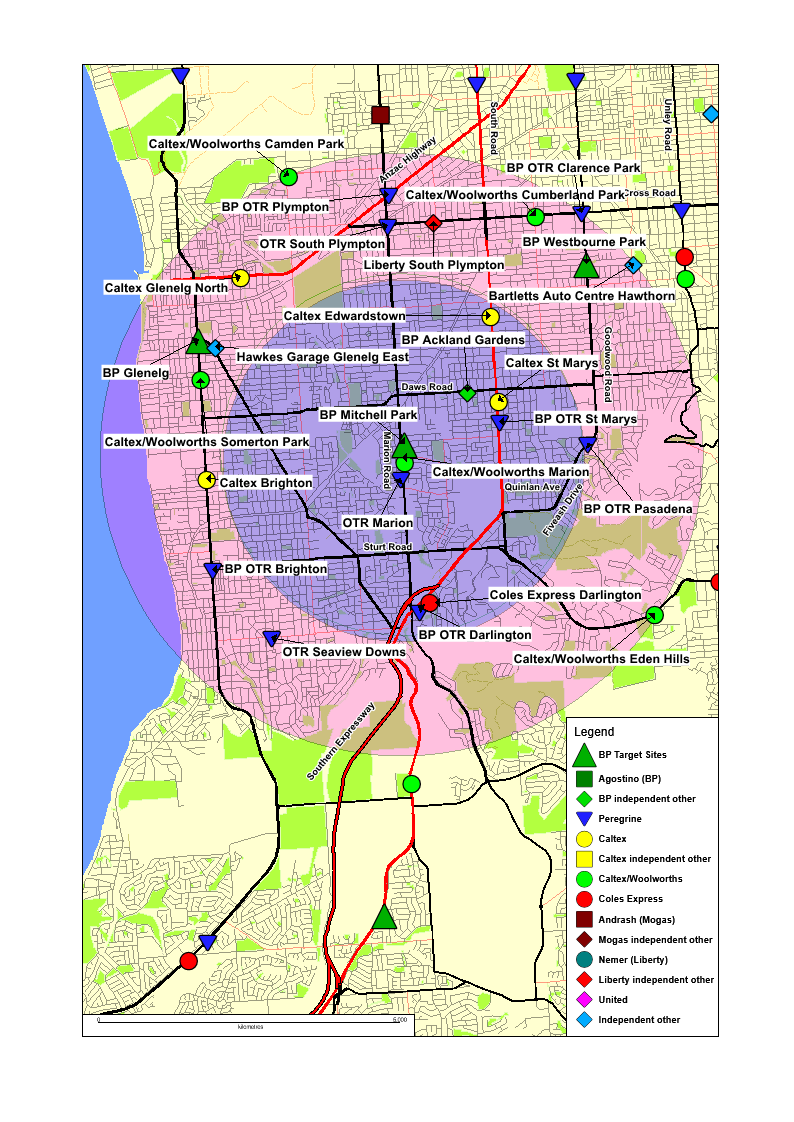 South Road
Unley Road
Caltex/Woolworths Camden Park
Anzac Highway
BP OTR Clarence Park
Caltex/Woolworths Cumberland Park
ross Road
BP OTR Plympton
OTR South Plympton
BP Westbourne Park
Liberty South Plympton
Caltex Glenelg North
Bartletts Auto Centre Hawthorn
Caltex Edwardstown
BP Ackland Gardens
Goodwood Road
Hawkes Garage Glenelg East
Caltex St Marys
BP Glenelg
Daws Road
BP Mitchell Park
BP OTR St Marys
Marion Road
Caltex/Woolworths Somerton Park
Caltex/Woolworths Marion
Caltex Brighton
Quinlan Ave
Fiveash Drive
BP OTR Pasadena
OTR Marion
Sturt Road
BP OTR Brighton
Coles Express Darlington
BP OTR Darlington
OTR Seaview Downs
Caltex/Woolworths Eden Hills
Southern Expressway
Legend
BP Target Sites
Agostino (BP)
BP independent other
Peregrine
Caltex
Caltex independent other
Caltex/Woolworths
Coles Express
Andrash (Mogas)
Mogas independent other
Nemer (Liberty)
Liberty independent other
United
Independent other
0 5,000
kilometres